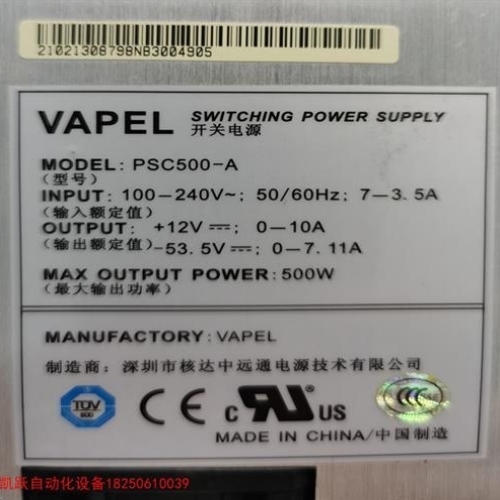 21021308798NB3004905
VAPEL SWITCHING POWER SUPPLY
开关电源
MODEL: PSC500-A
(型号)
INPUT: 100-240V~; 50/60Hz; 7-3.5A
(输入额定值)
OUTPUT: +12V⎓; 0-10A
(输出额定值)-53.5V⎓; 0-7.11A
MAX OUTPUT POWER: 500W
(最大输出功率)
MANUFACTORY: VAPEL
制造商: 深圳市核达中远通电源技术有限公司
TÜV CE c RU US CCC
MADE IN CHINA/中国制造
凯跃自动化设备18250610039